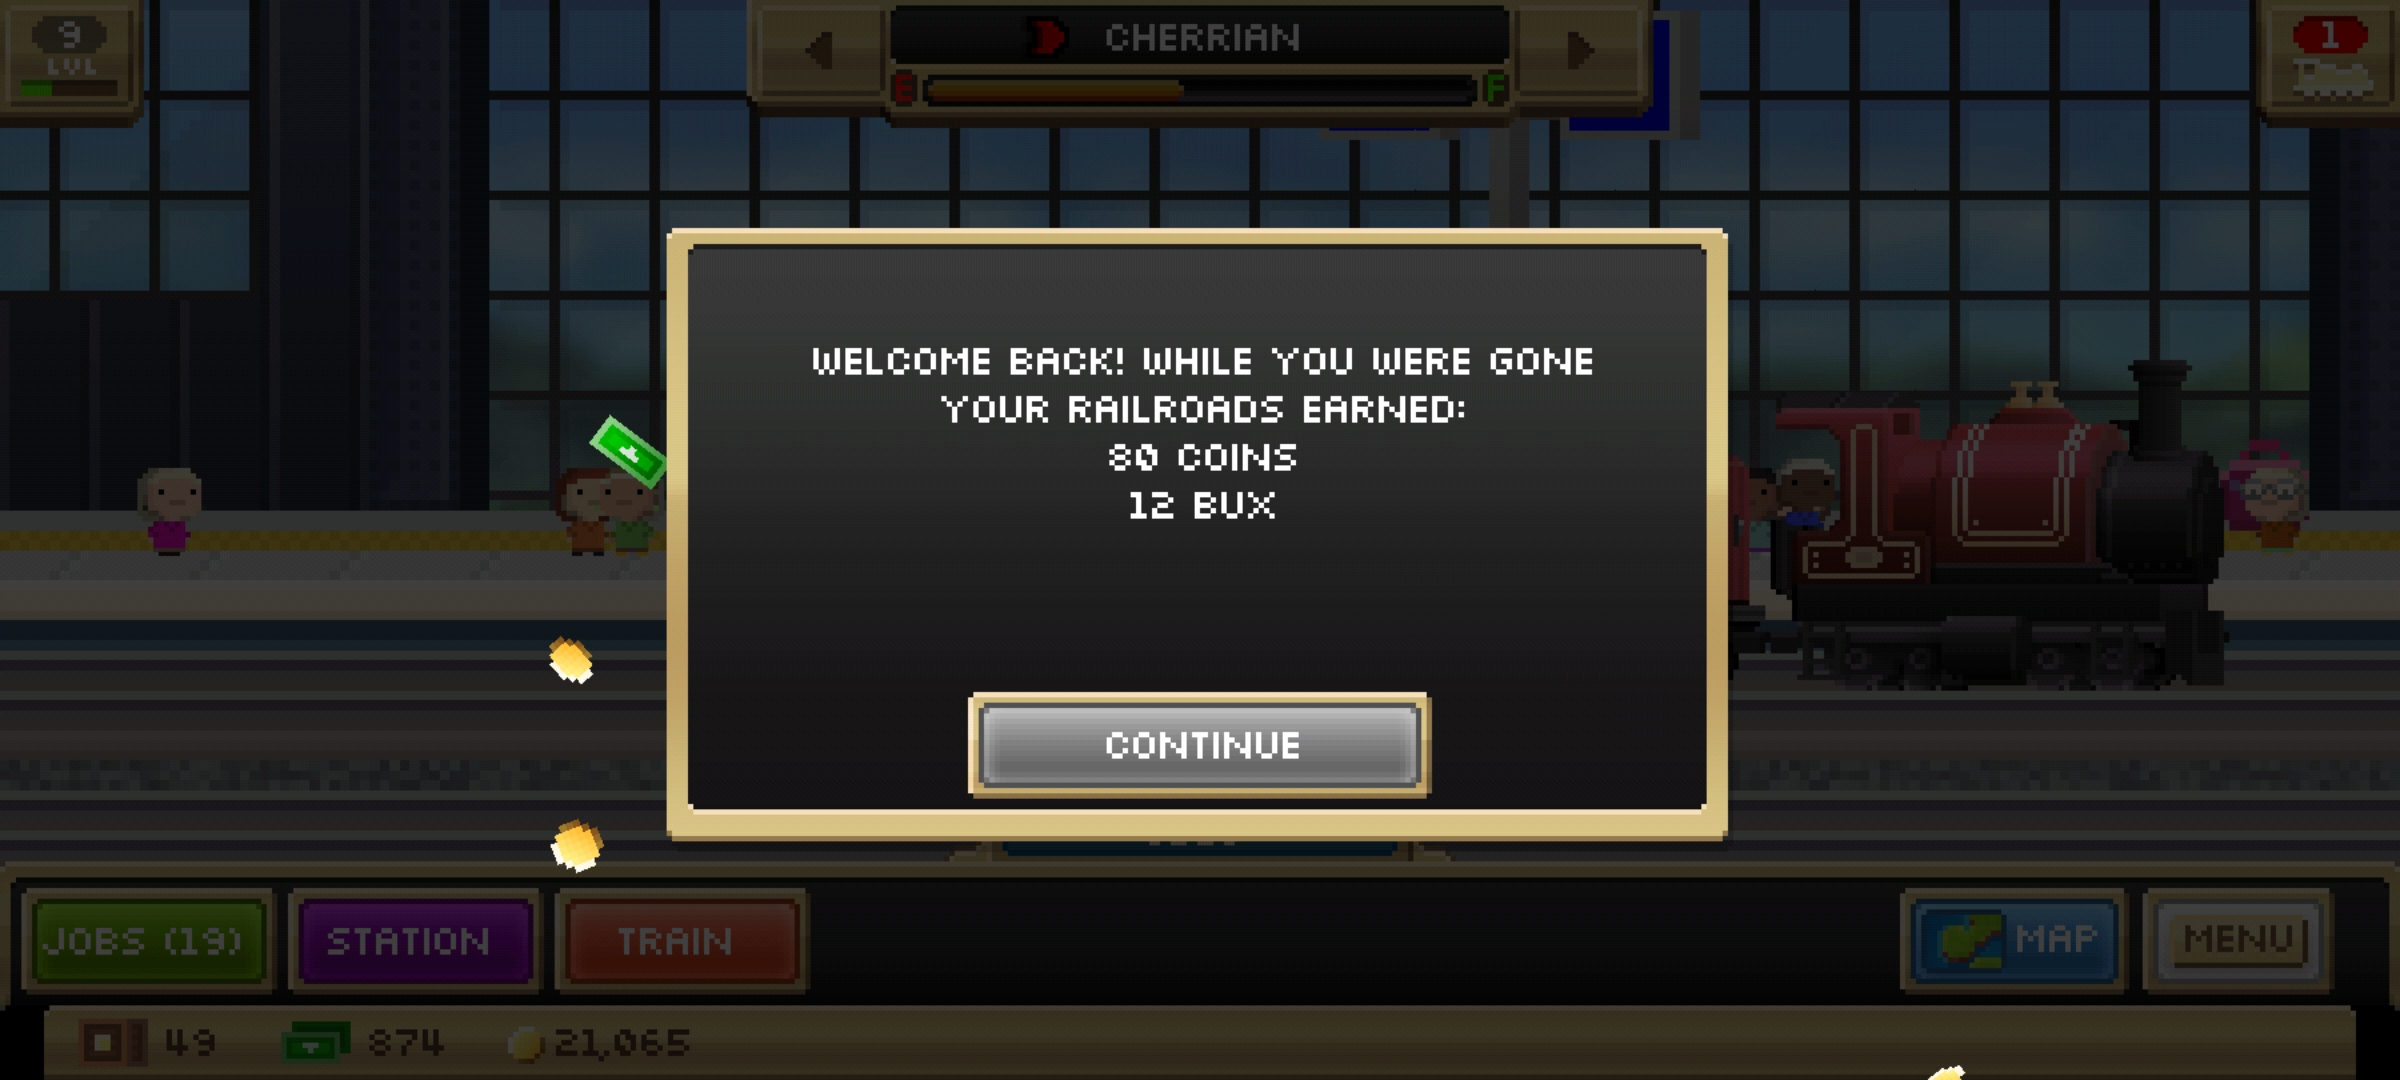 9
LVL
CHERRIAN
E
F
1
WELCOME BACK! WHILE YOU WERE GONE
YOUR RAILROADS EARNED:
80 COINS
12 BUX
CONTINUE
JOBS (19)
STATION
TRAIN
MAP
MENU
49
874
21,065